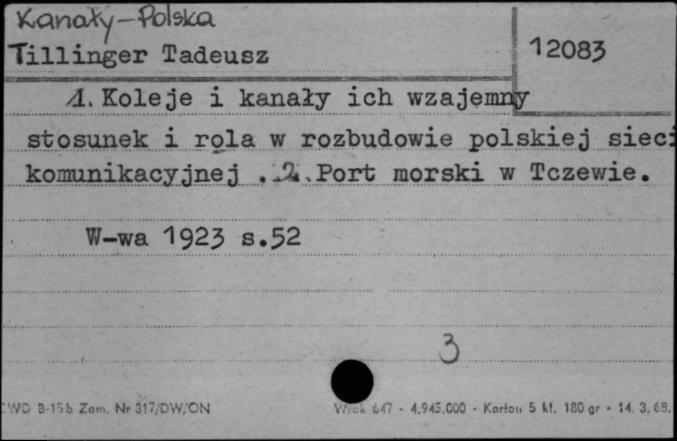 Kanały-Polska
Tillinger Tadeusz
12083
1. Koleje i kanały ich wzajemny
stosunek i rola w rozbudowie polskiej sieci
komunikacyjnej .2. Port morski w Tczewie.
W-wa 1923 s.52
3
CWD B-15b Zam. Nr 317/DW/ON
647 - 4.945.000 - Karton 5 kl. 180 gr - 14. 3. 68.